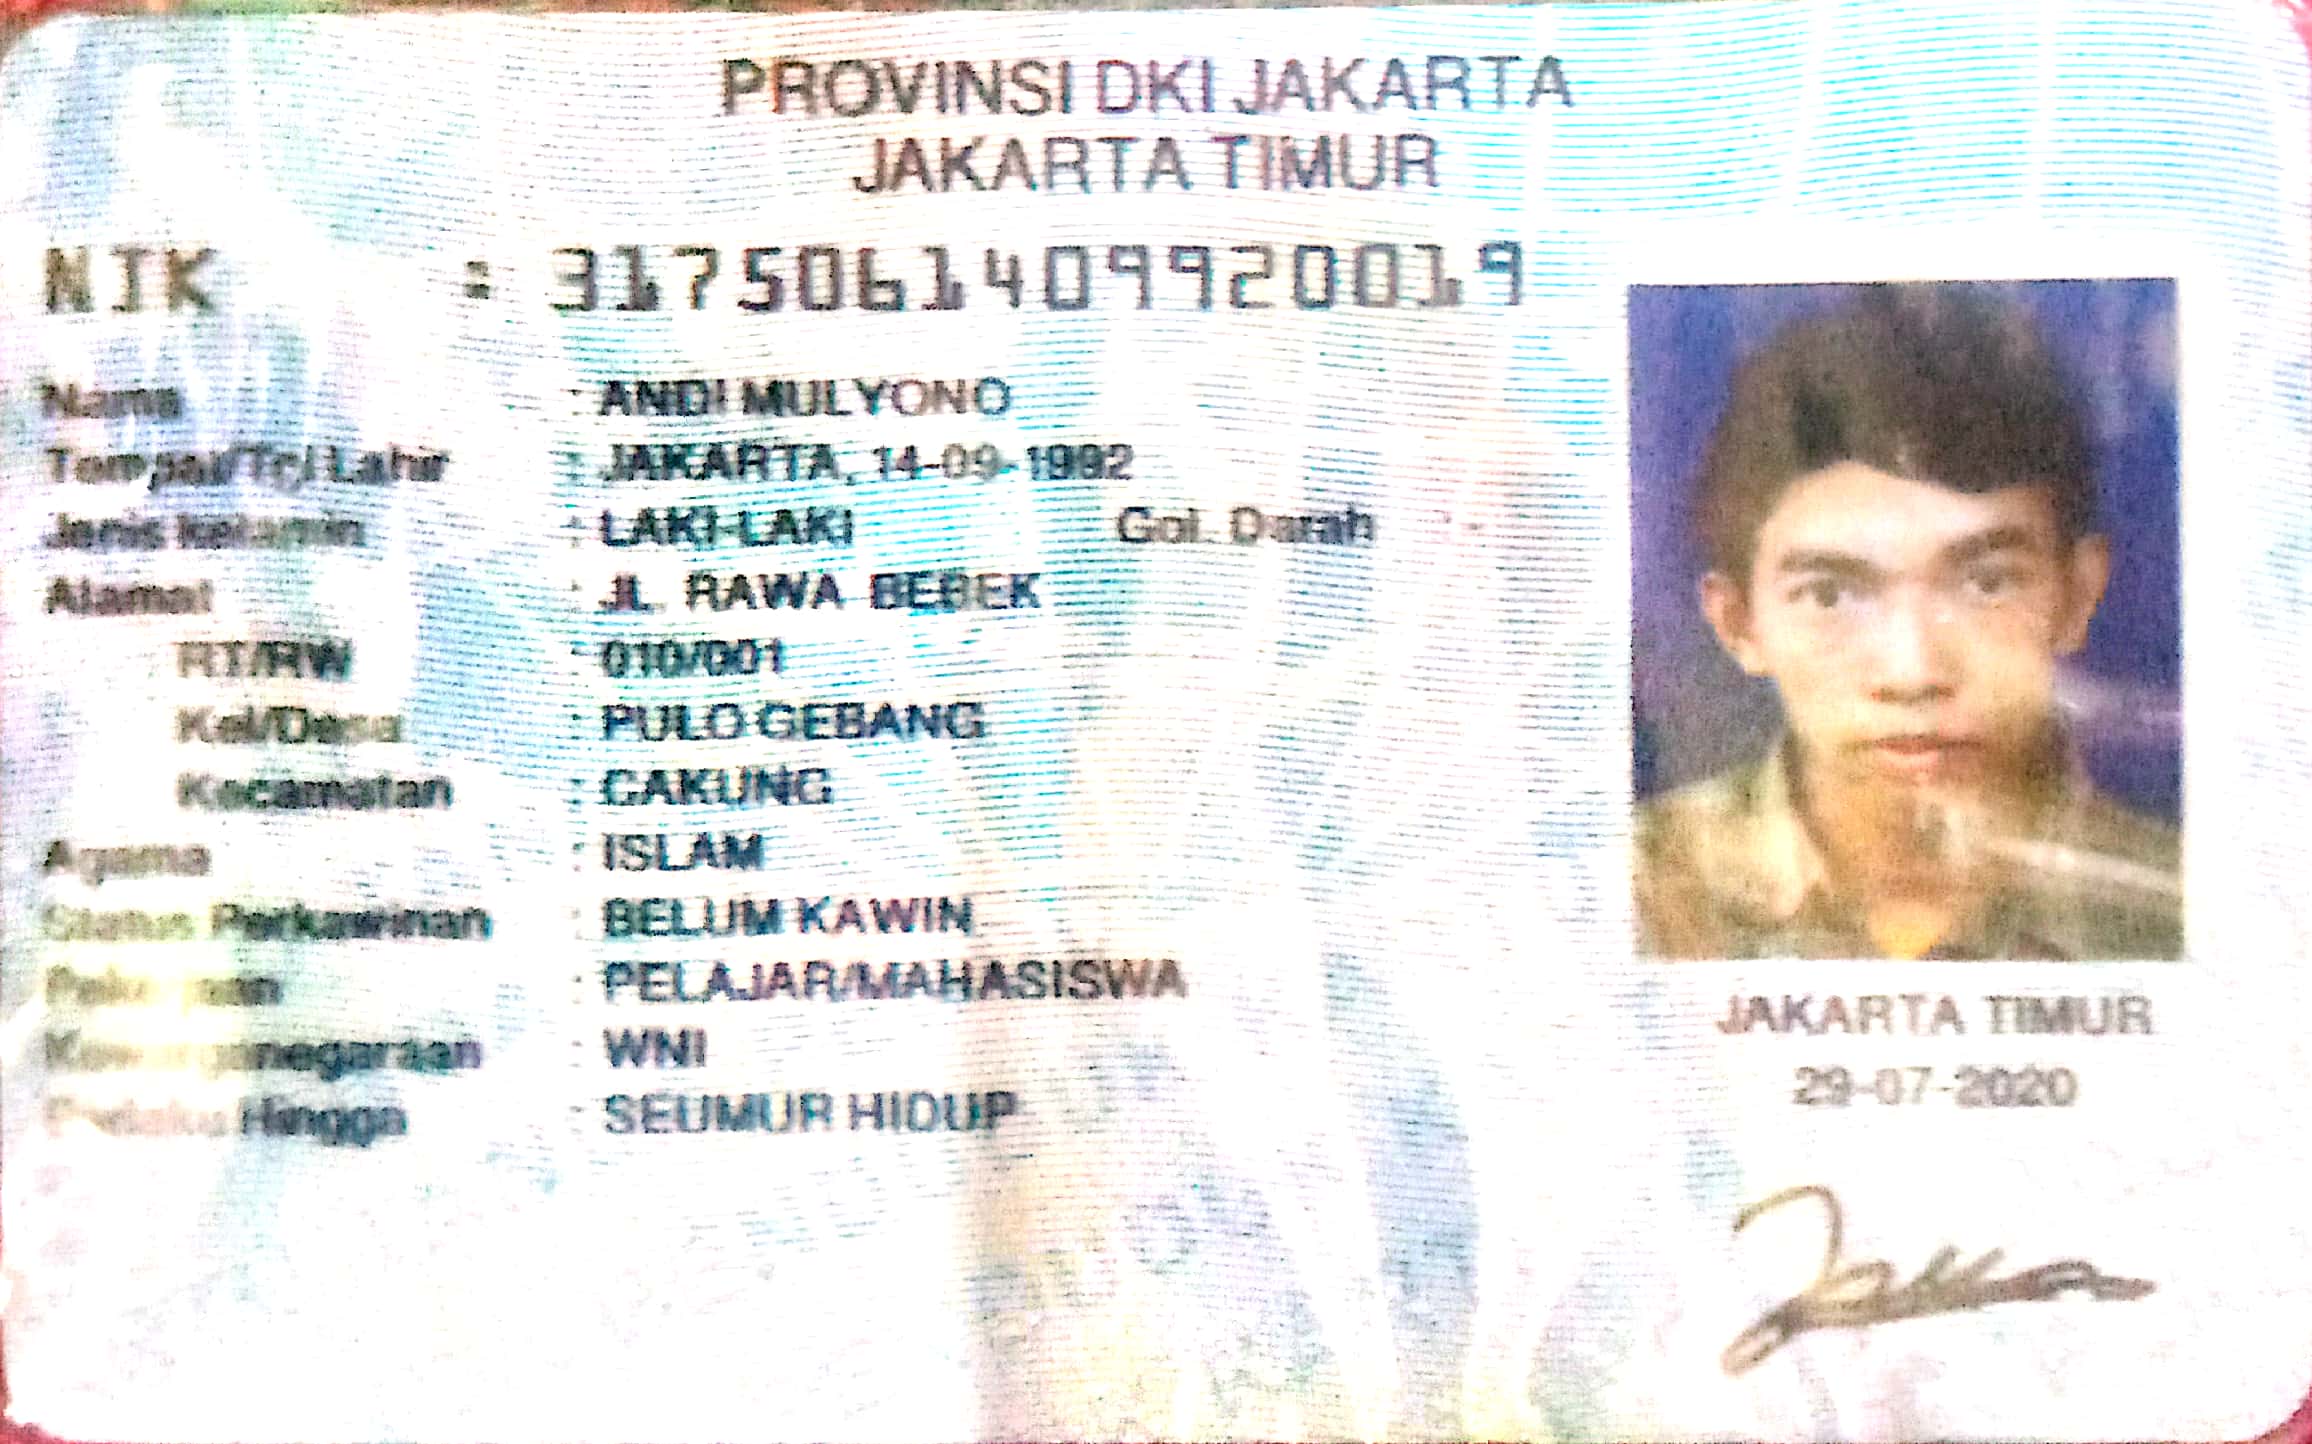 PROVINSI DKI JAKARTA
JAKARTA TIMUR
NIK : 3175061409920019
Nama : ANDI MULYONO
Tempat/Tgl Lahir : JAKARTA, 14-09-1992
Jenis kelamin : LAKI-LAKI Gol. Darah : -
Alamat : JL. RAWA BEBEK
RT/RW : 010/001
Kel/Desa : PULO GEBANG
Kecamatan : CAKUNG
Agama : ISLAM
Status Perkawinan : BELUM KAWIN
Pekerjaan : PELAJAR/MAHASISWA
Kewarganegaraan : WNI
Berlaku Hingga : SEUMUR HIDUP
JAKARTA TIMUR
29-07-2020